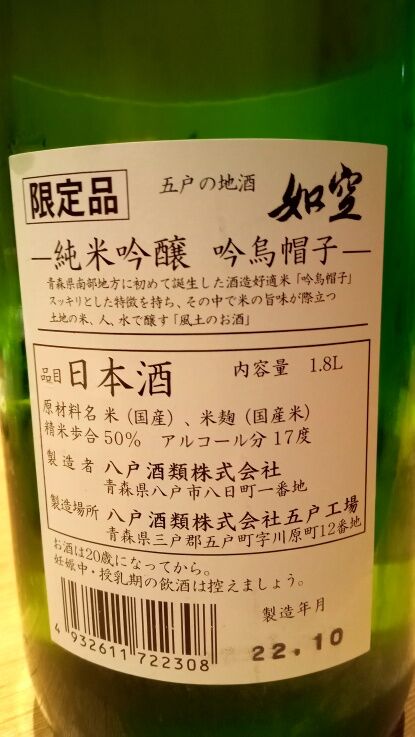 限定品
五戸の地酒
如空
純米吟醸 吟烏帽子
青森県南部地方に初めて誕生した酒造好適米「吟烏帽子」
スッキリとした特徴を持ち、その中で米の旨味が際立つ
土地の米、人、水で醸す「風土のお酒」
品目 日本酒 内容量 1.8L
原材料名 米(国産)、米麹(国産米)
精米歩合 50% アルコール分 17度
製造者 八戸酒類株式会社
青森県八戸市八日町一番地
製造場所 八戸酒類株式会社五戸工場
青森県三戸郡五戸町字川原町12番地
お酒は20歳になってから。
妊娠中・授乳期の飲酒は控えましょう。
製造年月
22.10
4 932611 722308